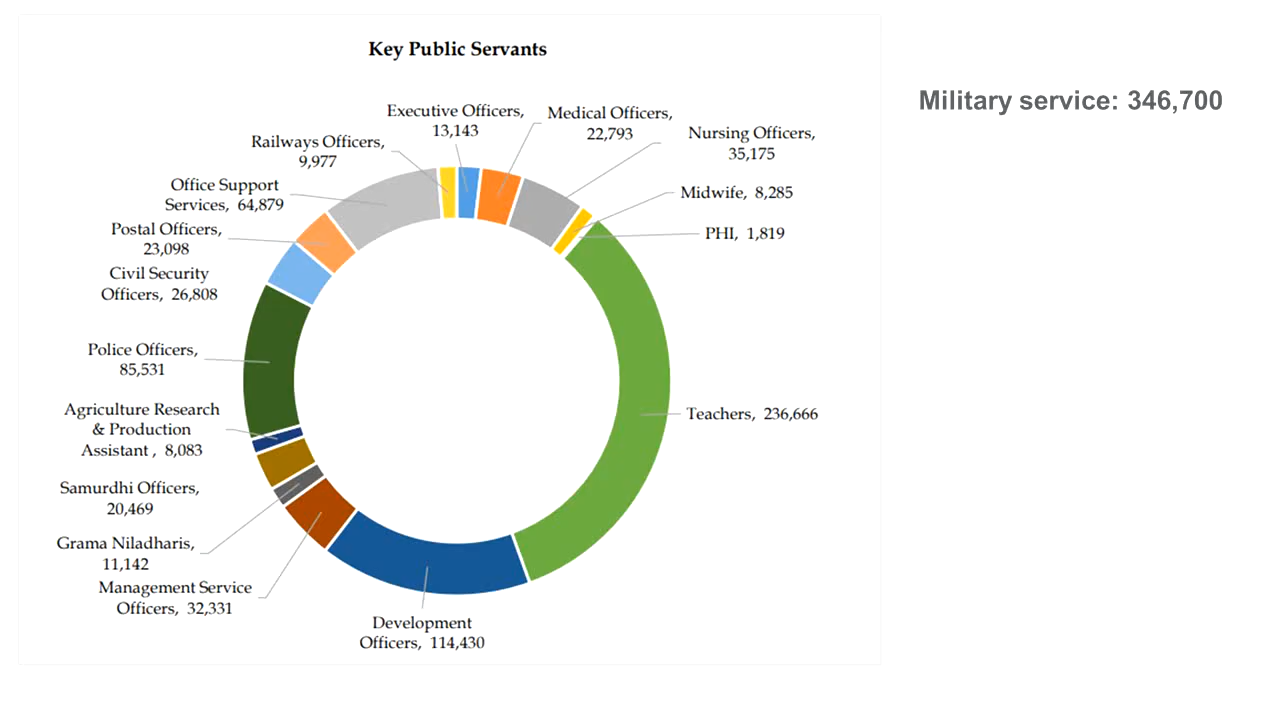 Key Public Servants
Military service: 346,700
Executive Officers,
13,143
Medical Officers,
22,793
Nursing Officers,
35,175
Midwife, 8,285
PHI, 1,819
Teachers, 236,666
Development
Officers, 114,430
Management Service
Officers, 32,331
Grama Niladharis,
11,142
Samurdhi Officers,
20,469
Agriculture Research
& Production
Assistant , 8,083
Police Officers,
85,531
Civil Security
Officers, 26,808
Postal Officers,
23,098
Office Support
Services, 64,879
Railways Officers,
9,977